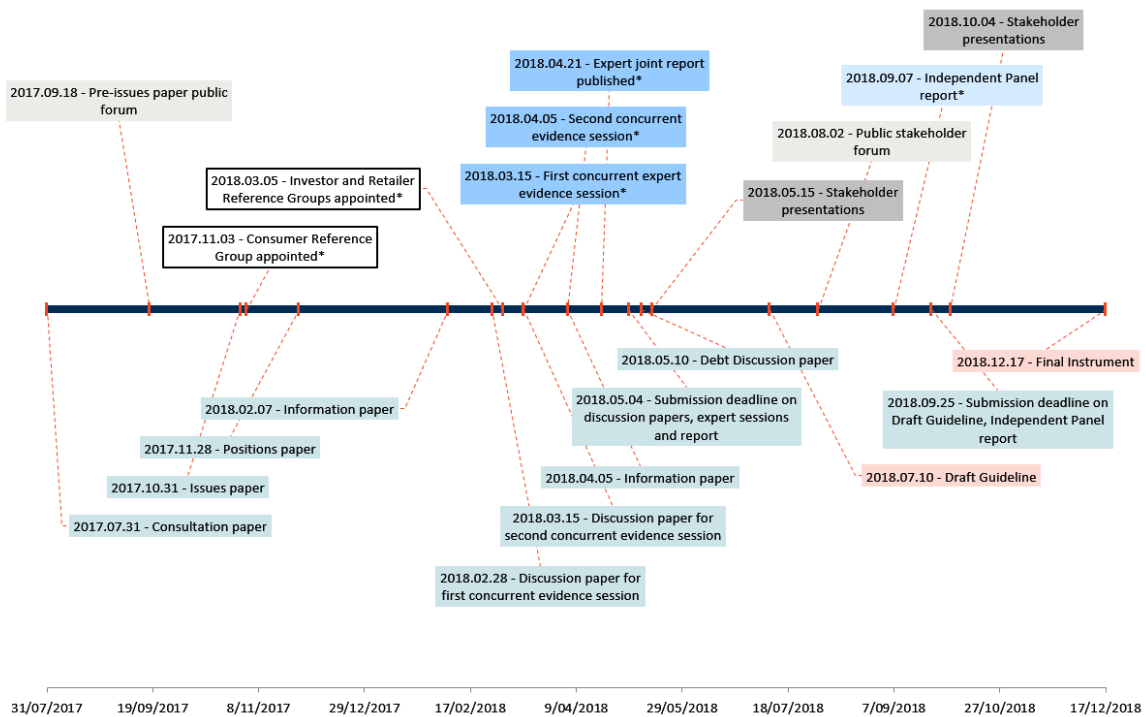 2018.10.04 - Stakeholder
presentations
2018.04.21 - Expert joint report
published*
2018.09.07 - Independent Panel
report*
2017.09.18 - Pre-issues paper public
forum
2018.04.05 - Second concurrent
evidence session*
2018.08.02 - Public stakeholder
forum
2018.03.05 - Investor and Retailer
Reference Groups appointed*
2018.03.15 - First concurrent expert
evidence session*
2018.05.15 - Stakeholder
presentations
2017.11.03 - Consumer Reference
Group appointed*
2018.05.10 - Debt Discussion paper
2018.12.17 - Final Instrument
2018.02.07 - Information paper
2018.05.04 - Submission deadline on
discussion papers, expert sessions
and report
2018.09.25 - Submission deadline on
Draft Guideline, Independent Panel
report
2017.11.28 - Positions paper
2018.04.05 - Information paper
2018.07.10 - Draft Guideline
2017.10.31 - Issues paper
2018.03.15 - Discussion paper for
second concurrent evidence session
2017.07.31 - Consultation paper
2018.02.28 - Discussion paper for
first concurrent evidence session
31/07/2017 19/09/2017 8/11/2017 29/12/2017 17/02/2018 9/04/2018 29/05/2018 18/07/2018 7/09/2018 27/10/2018 17/12/2018